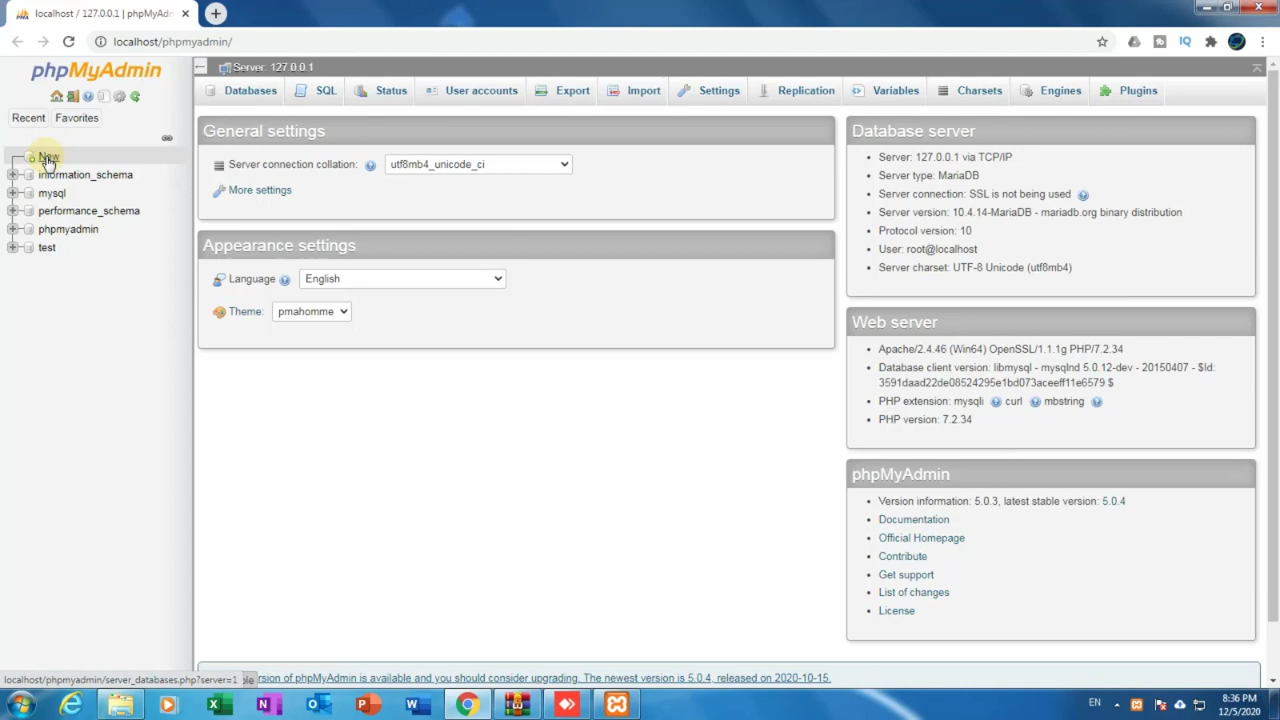 localhost / 127.0.0.1 | phpMyAdm
localhost/phpmyadmin/
phpMyAdmin
Recent Favorites
New
information_schema
mysql
performance_schema
phpmyadmin
test
Server: 127.0.0.1
Databases SQL Status User accounts Export Import Settings Replication Variables Charsets Engines Plugins
General settings
Server connection collation: utf8mb4_unicode_ci
More settings
Appearance settings
Language English
Theme: pmahomme
Database server
Server: 127.0.0.1 via TCP/IP
Server type: MariaDB
Server connection: SSL is not being used
Server version: 10.4.14-MariaDB - mariadb.org binary distribution
Protocol version: 10
User: root@localhost
Server charset: UTF-8 Unicode (utf8mb4)
Web server
Apache/2.4.46 (Win64) OpenSSL/1.1.1g PHP/7.2.34
Database client version: libmysql - mysqlnd 5.0.12-dev - 20150407 - $Id:
3591daad22de08524295e1bd073aceeff11e6579 $
PHP extension: mysqli curl mbstring
PHP version: 7.2.34
phpMyAdmin
Version information: 5.0.3, latest stable version: 5.0.4
Documentation
Official Homepage
Contribute
Get support
List of changes
License
localhost/phpmyadmin/server_databases.php?server=1
ersion of phpMyAdmin is available and you should consider upgrading. The newest version is 5.0.4, released on 2020-10-15.
EN
8:36 PM
12/5/2020